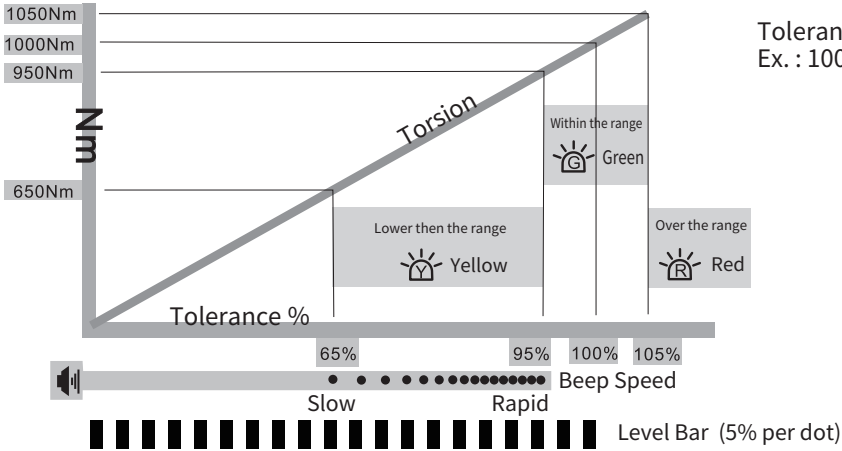 1050Nm
Toleran
1000Nm
Ex. : 100
950Nm
Nm
Torsion
Within the range
G Green
650Nm
Lower then the range
Y Yellow
Over the range
R Red
Tolerance %
65%
95%
100%
105%
Beep Speed
Slow
Rapid
Level Bar (5% per dot)